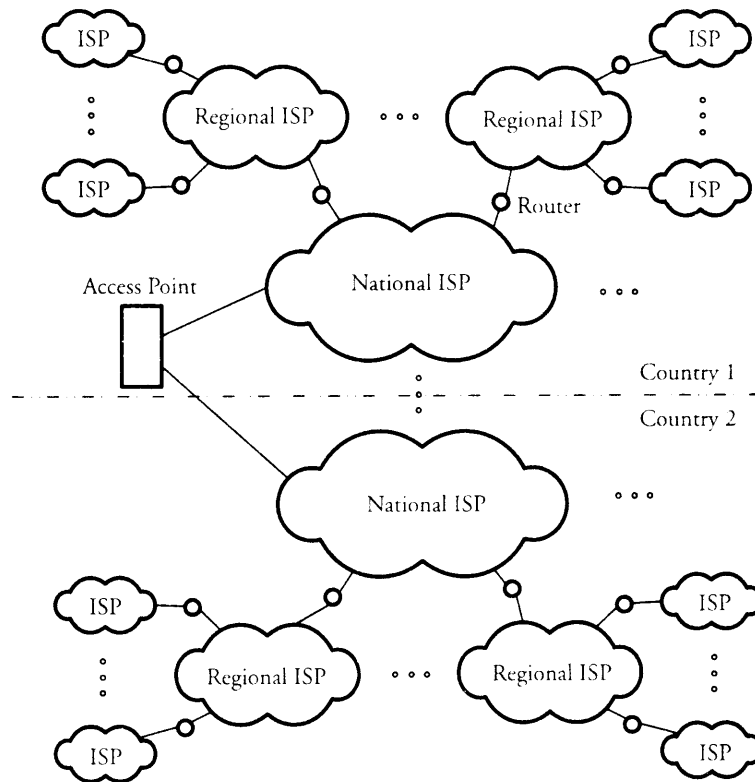 ISP
ISP
Regional ISP
Regional ISP
ISP
ISP
Router
National ISP
Access Point
Country 1
Country 2
National ISP
ISP
ISP
Regional ISP
Regional ISP
ISP
ISP